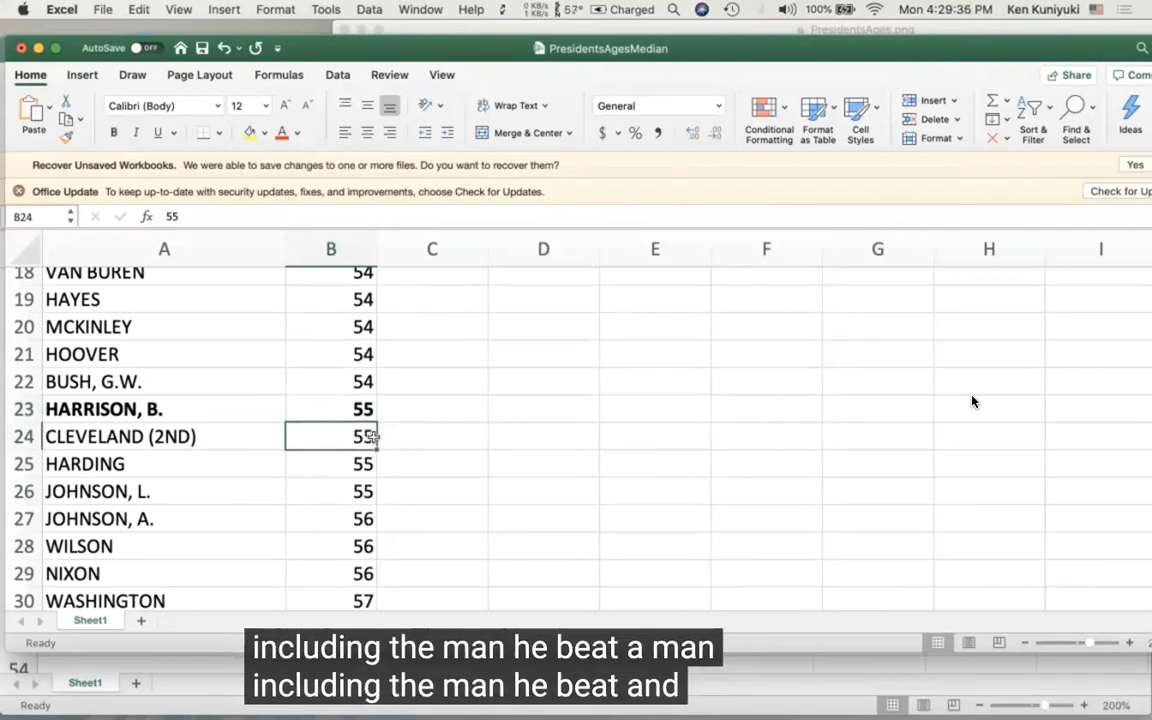 Excel File Edit View Insert Format Tools Data Window Help 57° Charged 100% Mon 4:29:36 PM Ken Kuniyuki
PresidentsAges.png
AutoSave OFF PresidentsAgesMedian
Home Insert Draw Page Layout Formulas Data Review View Share Com
Calibri (Body) 12 Wrap Text General Insert
Paste B I U Merge & Center $ % Conditional Formatting Format as Table Cell Styles Delete Format Sort & Filter Find & Select Ideas
Recover Unsaved Workbooks. We were able to save changes to one or more files. Do you want to recover them? Yes
Office Update To keep up-to-date with security updates, fixes, and improvements, choose Check for Updates. Check for Up
B24 fx 55
A B C D E F G H I
18 VAN BUREN 54
19 HAYES 54
20 MCKINLEY 54
21 HOOVER 54
22 BUSH, G.W. 54
23 HARRISON, B. 55
24 CLEVELAND (2ND) 55
25 HARDING 55
26 JOHNSON, L. 55
27 JOHNSON, A. 56
28 WILSON 56
29 NIXON 56
30 WASHINGTON 57
Sheet1
Ready
including the man he beat a man
including the man he beat and
54
Sheet1
Ready 200%